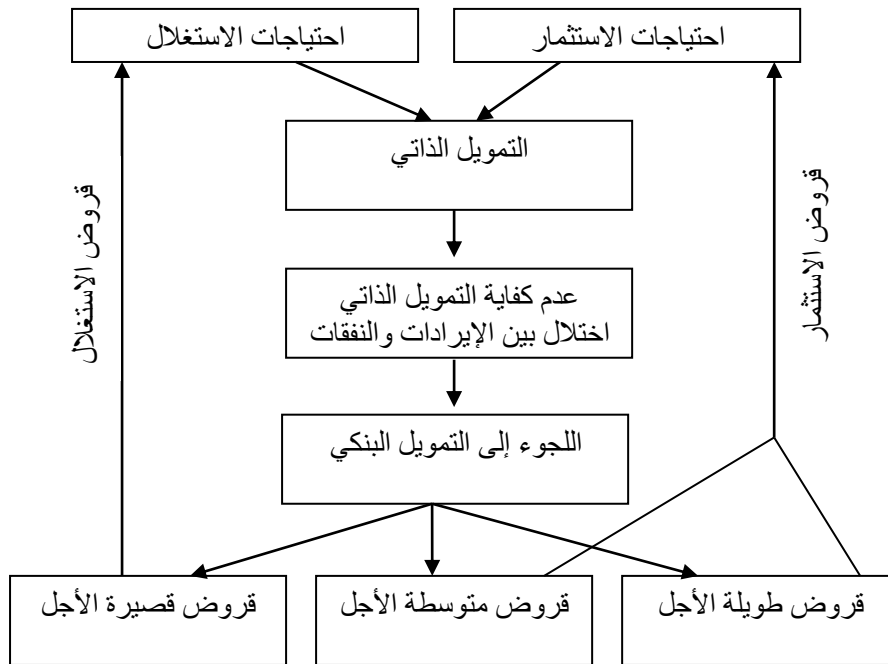 احتياجات الاستثمار
احتياجات الاستغلال
التمويل الذاتي
عدم كفاية التمويل الذاتي
اختلال بين الإيرادات والنفقات
اللجوء إلى التمويل البنكي
قروض الاستثمار
قروض الاستغلال
قروض طويلة الأجل
قروض متوسطة الأجل
قروض قصيرة الأجل